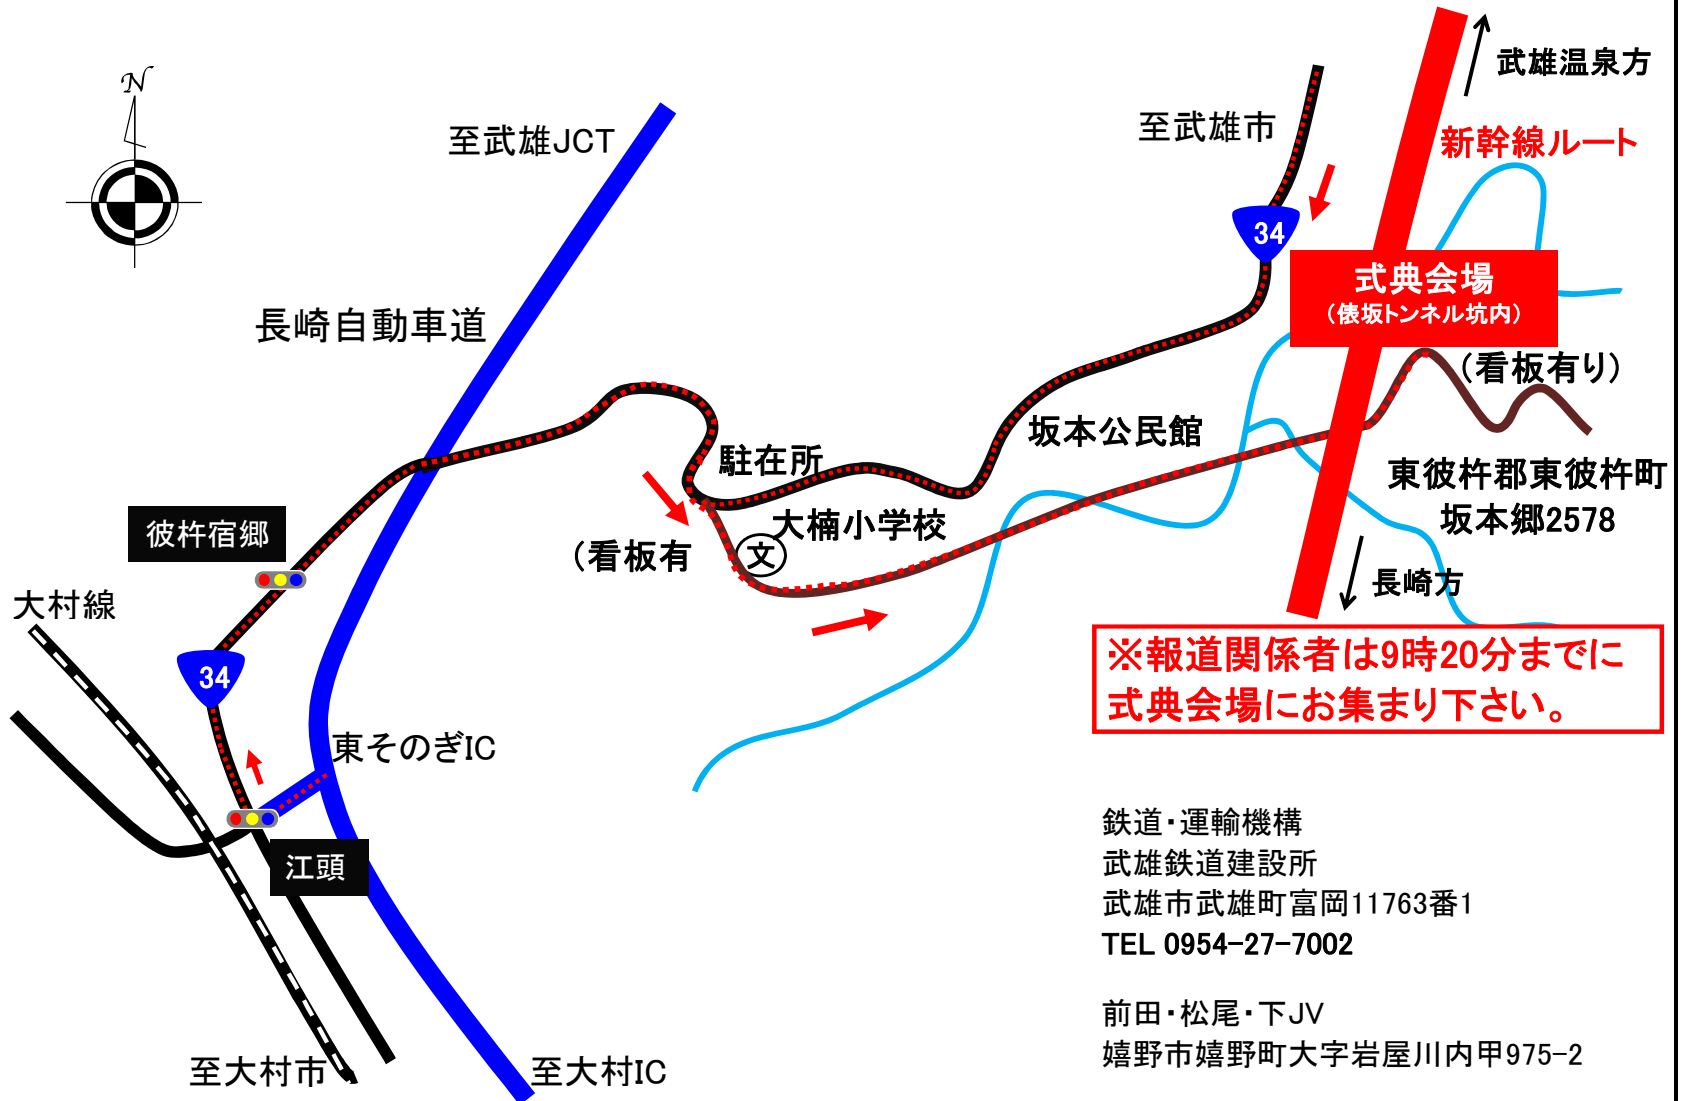 N
武雄温泉方
至武雄JCT
至武雄市
新幹線ルート
34
式典会場
（俵坂トンネル坑内）
長崎自動車道
（看板有り）
坂本公民館
駐在所
東彼杵郡東彼杵町
坂本郷2578
大楠小学校
彼杵宿郷
（看板有
文
長崎方
大村線
※報道関係者は9時20分までに
式典会場にお集まり下さい。
34
東そのぎIC
江頭
鉄道・運輸機構
武雄鉄道建設所
武雄市武雄町富岡11763番1
TEL 0954-27-7002
前田・松尾・下JV
嬉野市嬉野町大字岩屋川内甲975-2
至大村市
至大村IC